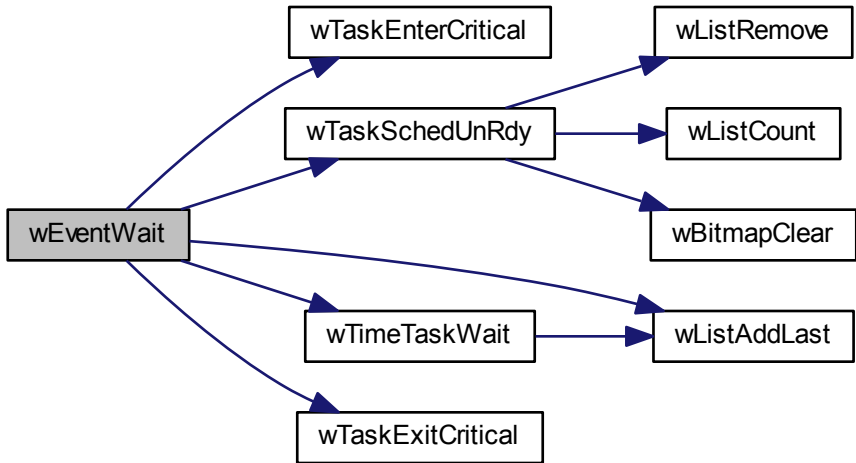 wEventWait
wTaskEnterCritical
wTaskSchedUnRdy
wTimeTaskWait
wTaskExitCritical
wListRemove
wListCount
wBitmapClear
wListAddLast